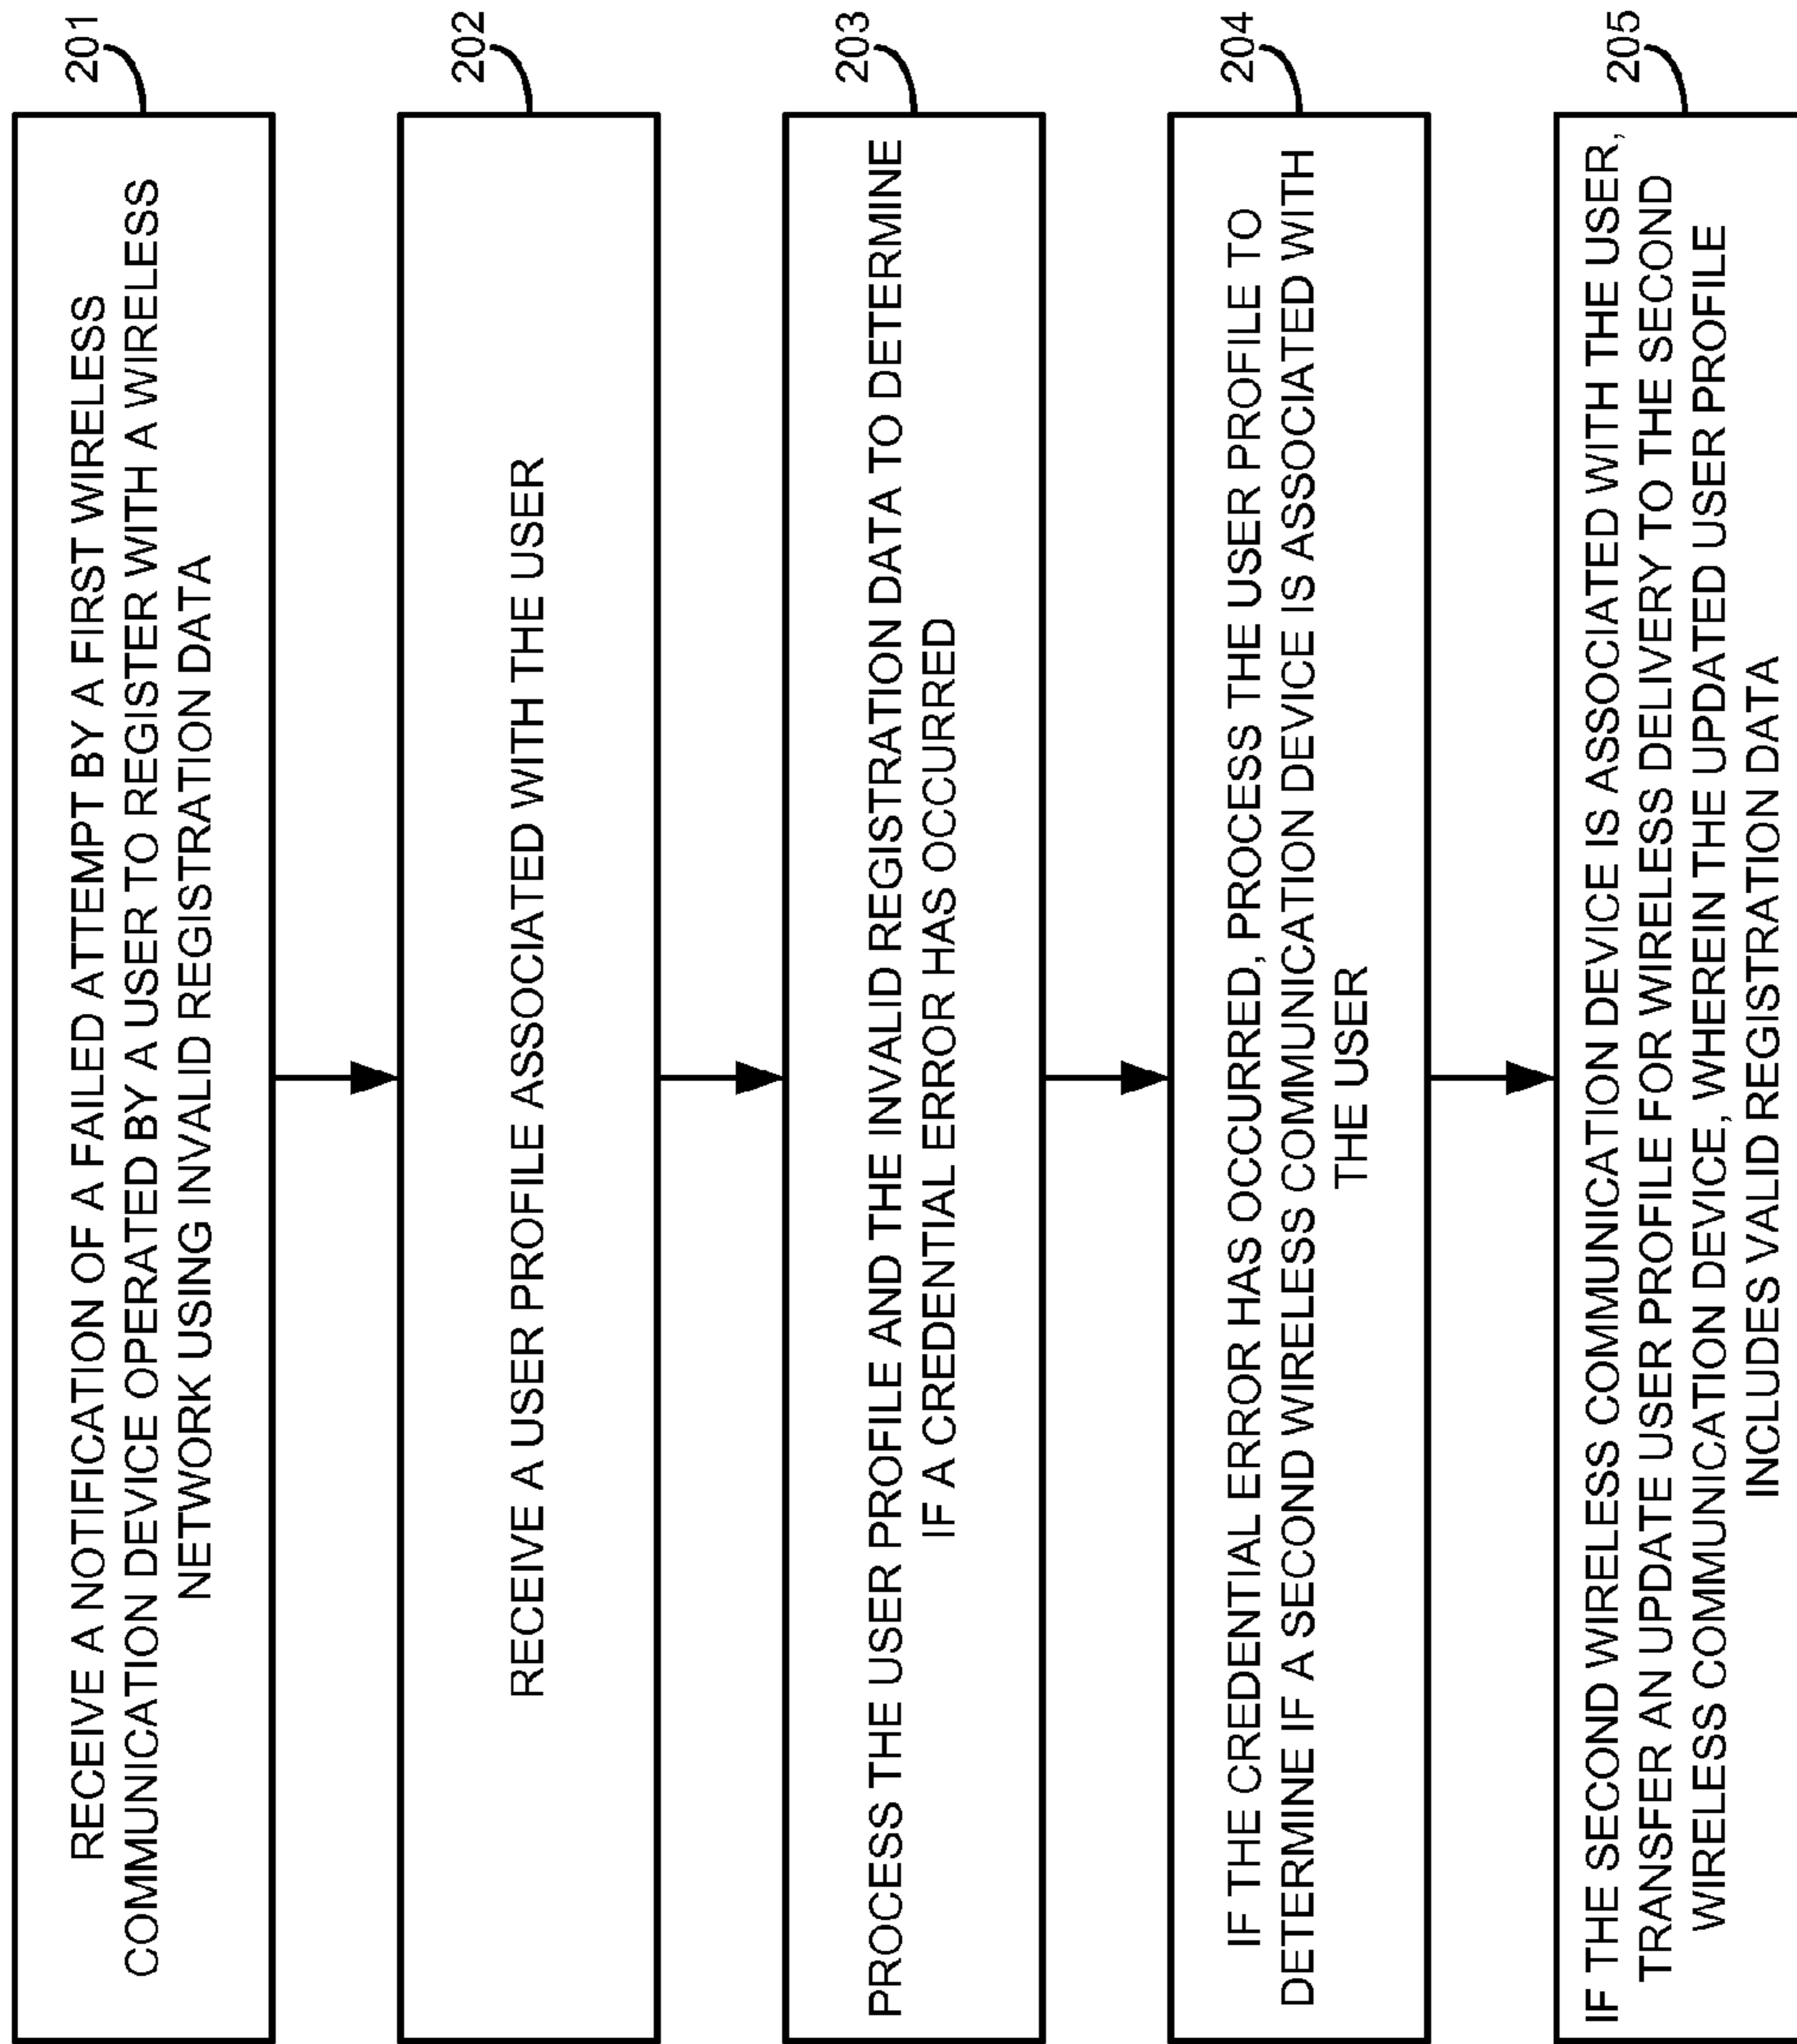 201
RECEIVE A NOTIFICATION OF A FAILED ATTEMPT BY A FIRST WIRELESS
COMMUNICATION DEVICE OPERATED BY A USER TO REGISTER WITH A WIRELESS
NETWORK USING INVALID REGISTRATION DATA
202
RECEIVE A USER PROFILE ASSOCIATED WITH THE USER
203
PROCESS THE USER PROFILE AND THE INVALID REGISTRATION DATA TO DETERMINE
IF A CREDENTIAL ERROR HAS OCCURRED
204
IF THE CREDENTIAL ERROR HAS OCCURRED, PROCESS THE USER PROFILE TO
DETERMINE IF A SECOND WIRELESS COMMUNICATION DEVICE IS ASSOCIATED WITH
THE USER
205
IF THE SECOND WIRELESS COMMUNICATION DEVICE IS ASSOCIATED WITH THE USER,
TRANSFER AN UPDATE USER PROFILE FOR WIRELESS DELIVERY TO THE SECOND
WIRELESS COMMUNICATION DEVICE, WHEREIN THE UPDATED USER PROFILE
INCLUDES VALID REGISTRATION DATA